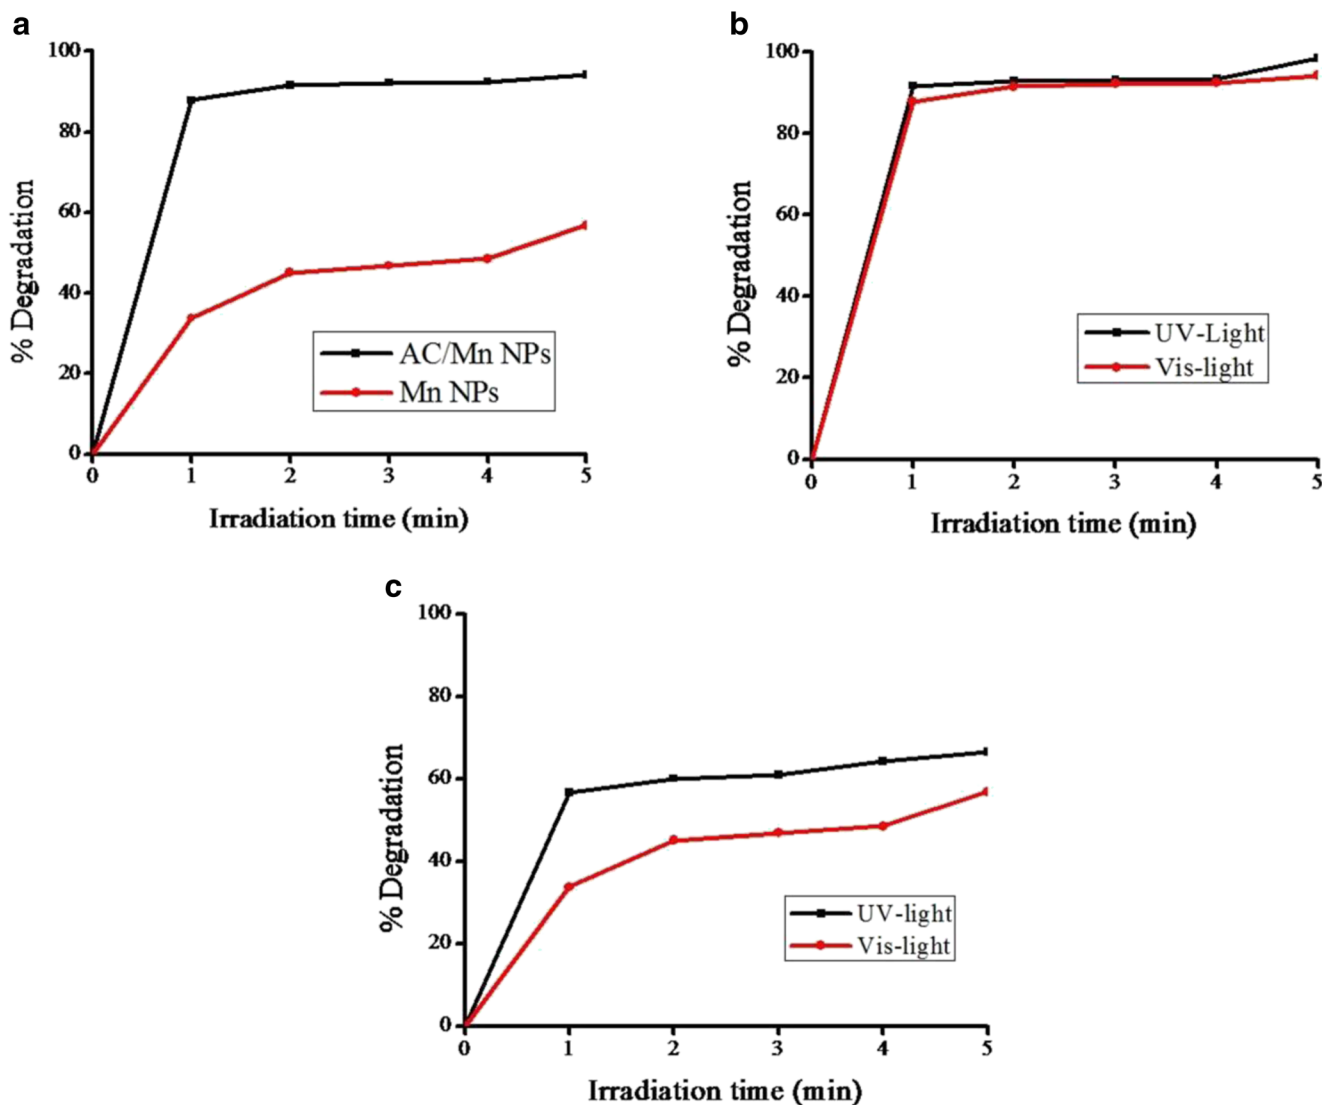 a
100
80
60
40
20
0
% Degradation
0 1 2 3 4 5
Irradiation time (min)
AC/Mn NPs
Mn NPs
b
100
80
60
40
20
0
% Degradation
0 1 2 3 4 5
Irradiation time (min)
UV-Light
Vis-light
c
100
80
60
40
20
0
% Degradation
0 1 2 3 4 5
Irradiation time (min)
UV-light
Vis-light